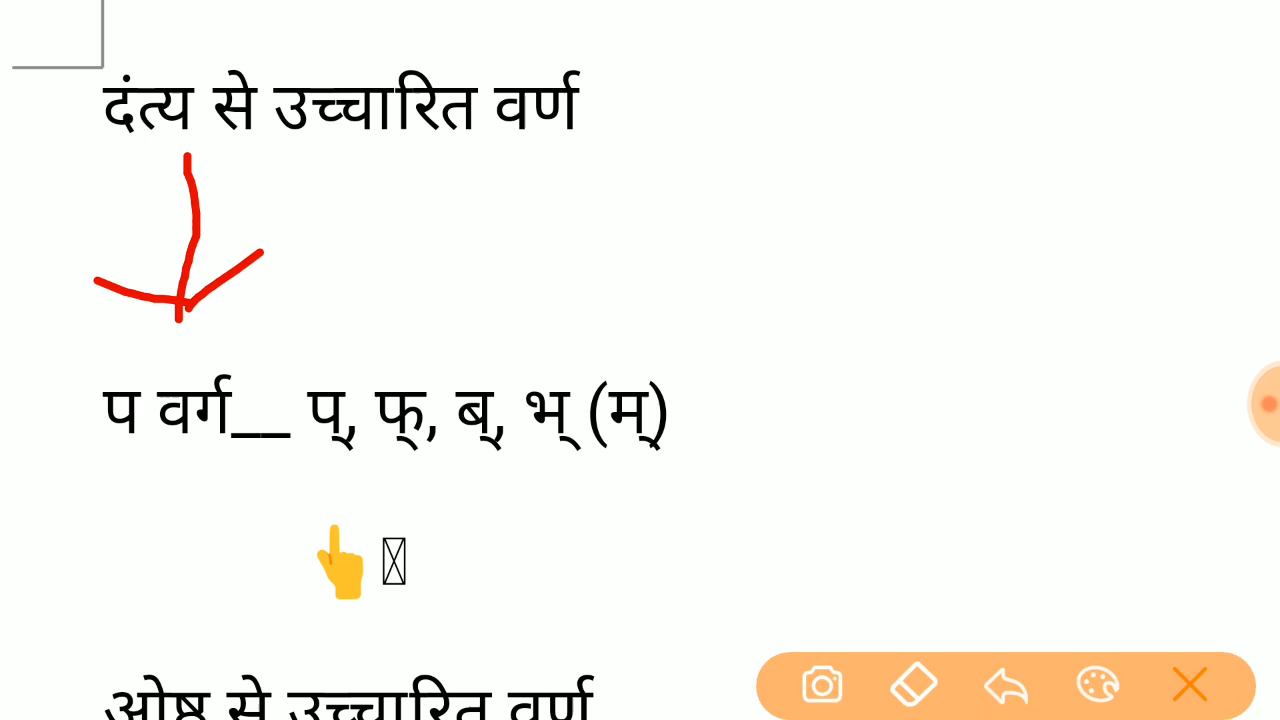 दंत्य से उच्चारित वर्ण
प वर्ग__ प्, फ्, ब्, भ् (म्)
ओष्ठ से उच्चारित वर्ण